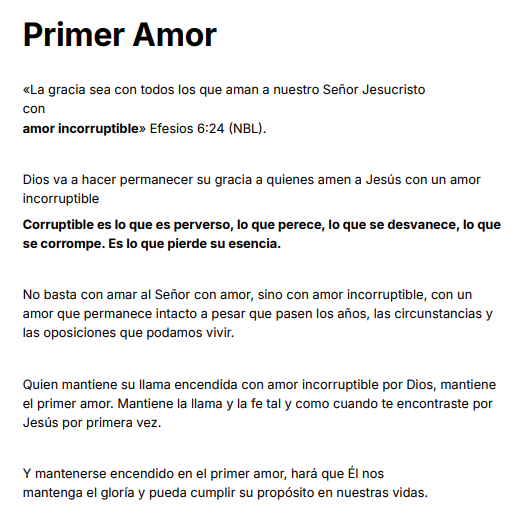 Primer Amor
«La gracia sea con todos los que aman a nuestro Señor Jesucristo
con
amor incorruptible» Efesios 6:24 (NBL).
Dios va a hacer permanecer su gracia a quienes amen a Jesús con un amor
incorruptible
Corruptible es lo que es perverso, lo que perece, lo que se desvanece, lo que
se corrompe. Es lo que pierde su esencia.
No basta con amar al Señor con amor, sino con amor incorruptible, con un
amor que permanece intacto a pesar que pasen los años, las circunstancias y
las oposiciones que podamos vivir.
Quien mantiene su llama encendida con amor incorruptible por Dios, mantiene
el primer amor. Mantiene la llama y la fe tal y como cuando te encontraste por
Jesús por primera vez.
Y mantenerse encendido en el primer amor, hará que Él nos
mantenga el gloría y pueda cumplir su propósito en nuestras vidas.